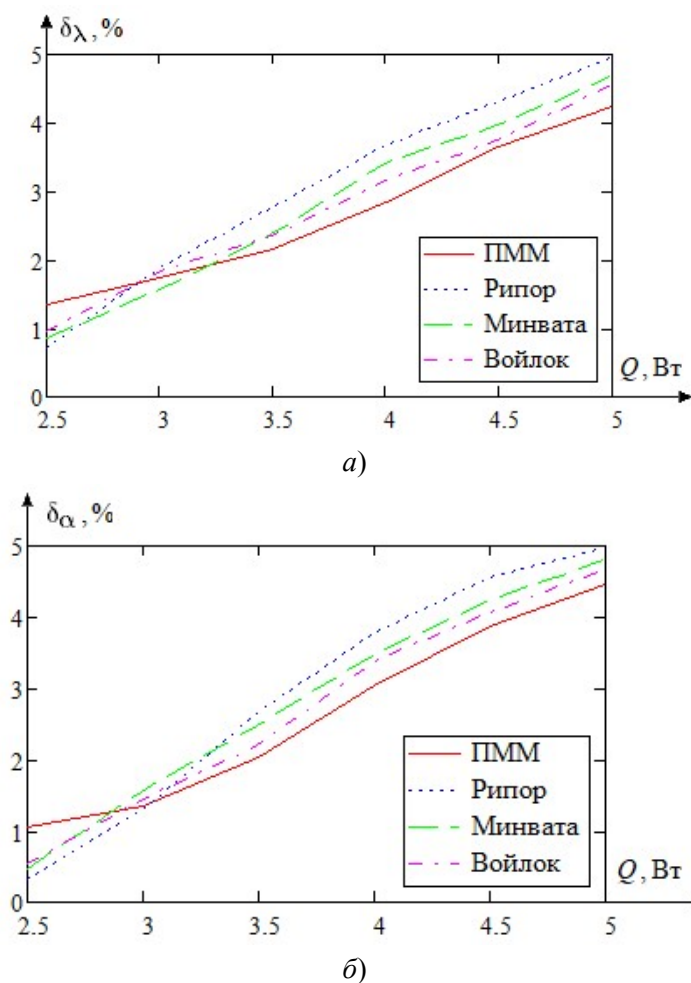 δλ, %
5
4
3
2
1
0
ПММ
Рипор
Минвата
Войлок
Q, Вт
2.5 3 3.5 4 4.5 5
а)
δα, %
5
4
3
2
1
0
ПММ
Рипор
Минвата
Войлок
Q, Вт
2.5 3 3.5 4 4.5 5
б)